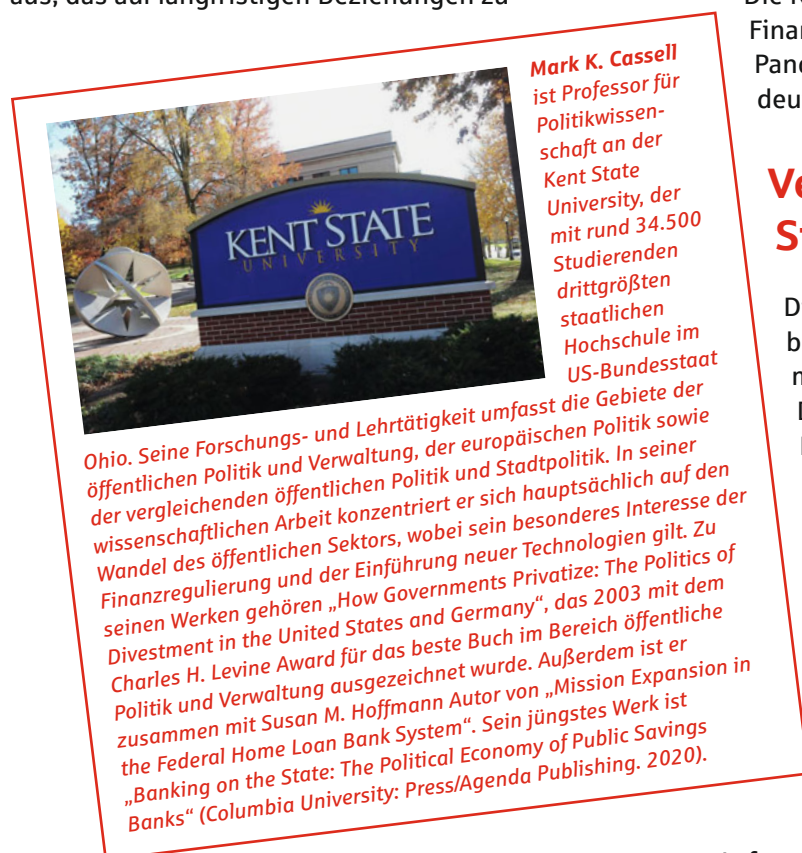 aus, das auf langfristigen Beziehungen zu
Mark K. Cassell
ist Professor für
Politikwissen-
schaft an der
Kent State
University, der
mit rund 34.500
Studierenden
drittgrößten
staatlichen
Hochschule im
US-Bundesstaat
Ohio. Seine Forschungs- und Lehrtätigkeit umfasst die Gebiete der
öffentlichen Politik und Verwaltung, der europäischen Politik sowie
der vergleichenden öffentlichen Politik und Stadtpolitik. In seiner
wissenschaftlichen Arbeit konzentriert er sich hauptsächlich auf den
Wandel des öffentlichen Sektors, wobei sein besonderes Interesse der
Finanzregulierung und der Einführung neuer Technologien gilt. Zu
seinen Werken gehören „How Governments Privatize: The Politics of
Divestment in the United States and Germany“, das 2003 mit dem
Charles H. Levine Award für das beste Buch im Bereich öffentliche
Politik und Verwaltung ausgezeichnet wurde. Außerdem ist er
zusammen mit Susan M. Hoffmann Autor von „Mission Expansion in
the Federal Home Loan Bank System“. Sein jüngstes Werk ist
„Banking on the State: The Political Economy of Public Savings
Banks“ (Columbia University: Press/Agenda Publishing. 2020).
KENT STATE
UNIVERSITY